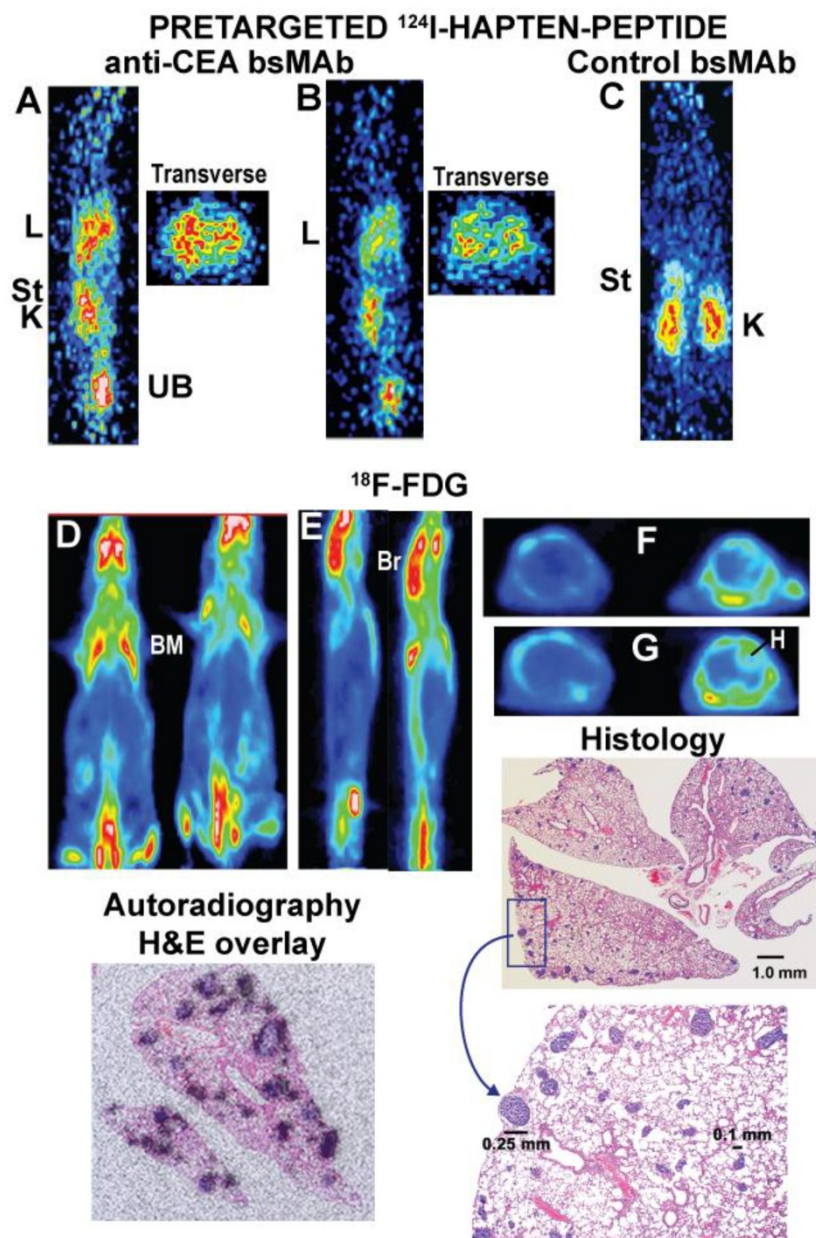 PRETARGETED ¹²⁴I-HAPTEN-PEPTIDE
anti-CEA bsMAb
Control bsMAb
A
B
C
Transverse
Transverse
L
L
St
K
UB
St
K
¹⁸F-FDG
D
E
F
BM
Br
G
H
Histology
1.0 mm
Autoradiography
H&E overlay
0.25 mm
0.1 mm